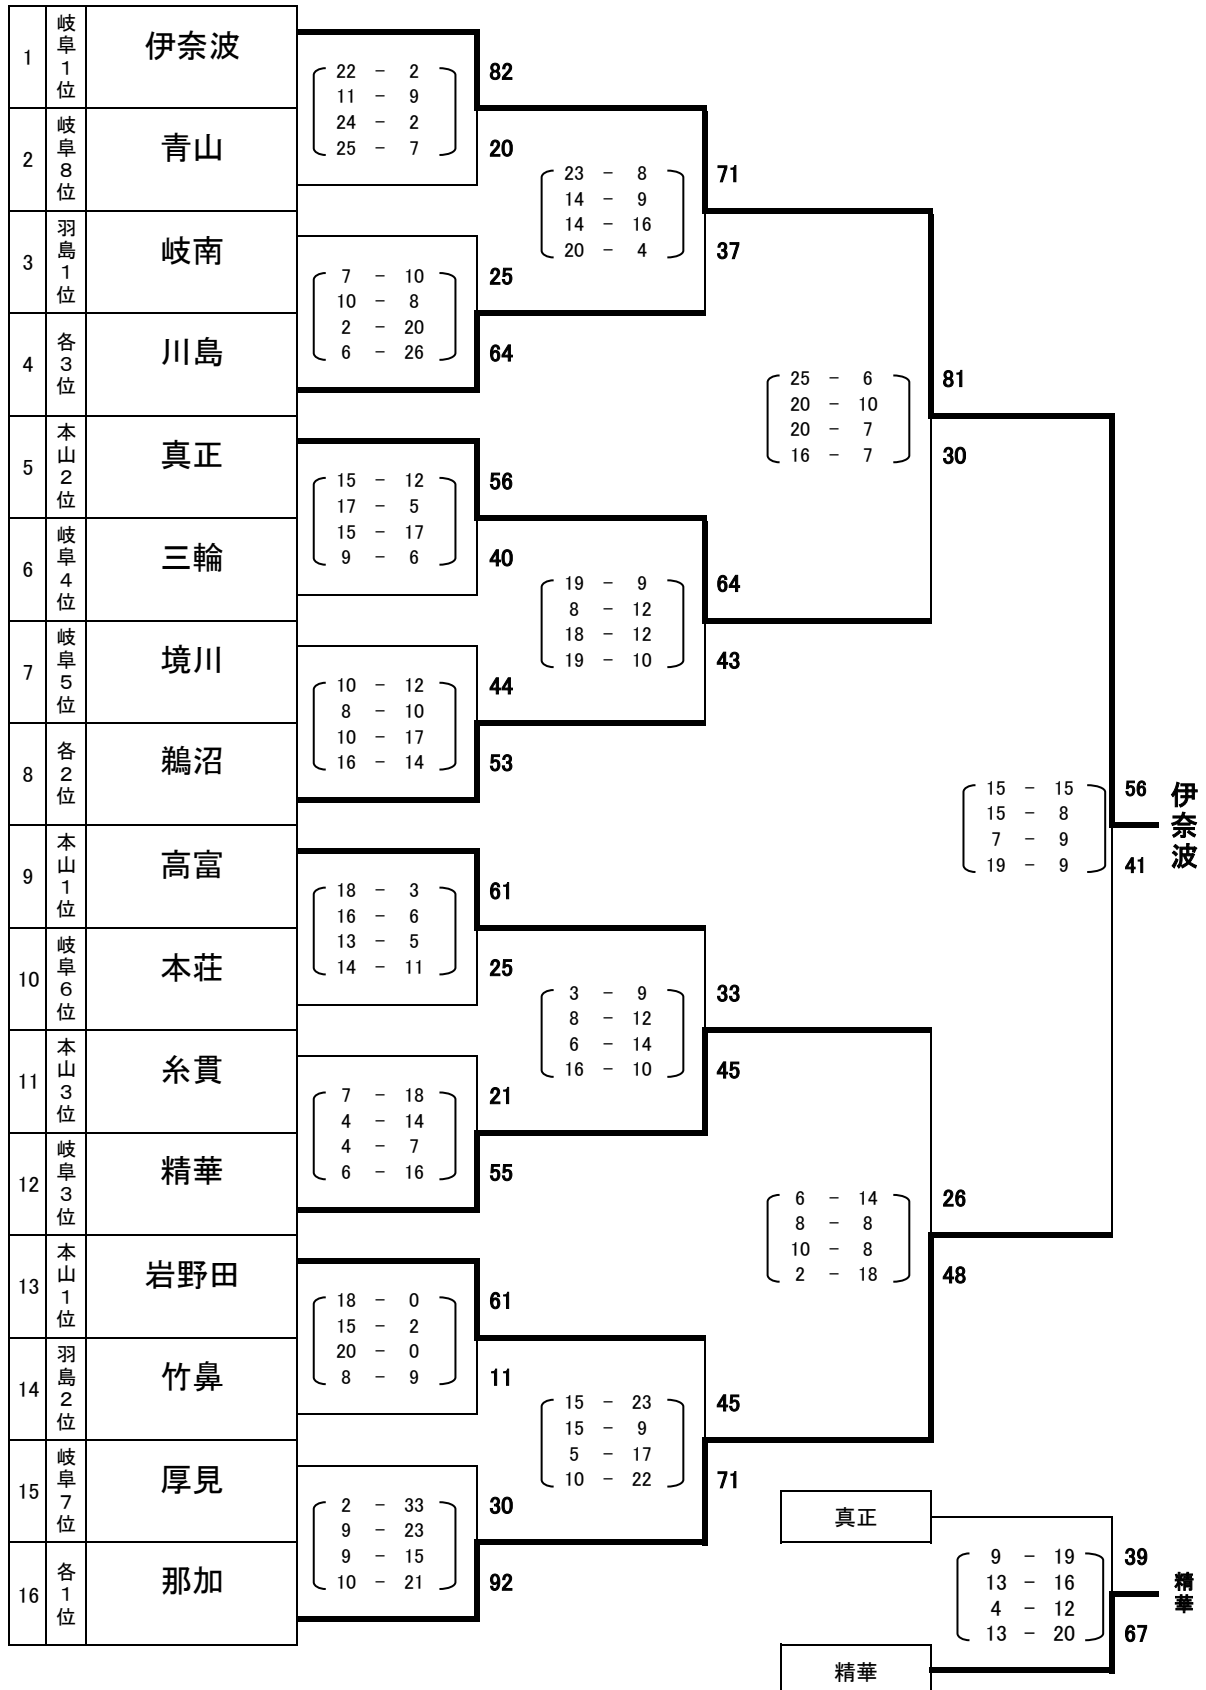 1 岐阜1位 伊奈波
2 岐阜8位 青山
3 羽島1位 岐南
4 各3位 川島
5 本山2位 真正
6 岐阜4位 三輪
7 岐阜5位 境川
8 各2位 鵜沼
9 本山1位 高富
10 岐阜6位 本荘
11 本山3位 糸貫
12 岐阜3位 精華
13 本山1位 岩野田
14 羽島2位 竹鼻
15 岐阜7位 厚見
16 各1位 那加
22 - 2
11 - 9
24 - 2
25 - 7
82
20
7 - 10
10 - 8
2 - 20
6 - 26
25
64
15 - 12
17 - 5
15 - 17
9 - 6
56
40
10 - 12
8 - 10
10 - 17
16 - 14
44
53
18 - 3
16 - 6
13 - 5
14 - 11
61
25
7 - 18
4 - 14
4 - 7
6 - 16
21
55
18 - 0
15 - 2
20 - 0
8 - 9
61
11
2 - 33
9 - 23
9 - 15
10 - 21
30
92
23 - 8
14 - 9
14 - 16
20 - 4
71
37
19 - 9
8 - 12
18 - 12
19 - 10
64
43
3 - 9
8 - 12
6 - 14
16 - 10
33
45
15 - 23
15 - 9
5 - 17
10 - 22
45
71
25 - 6
20 - 10
20 - 7
16 - 7
81
30
6 - 14
8 - 8
10 - 8
2 - 18
26
48
15 - 15
15 - 8
7 - 9
19 - 9
56
41
伊奈波
真正
精華
9 - 19
13 - 16
4 - 12
13 - 20
39
67
精華